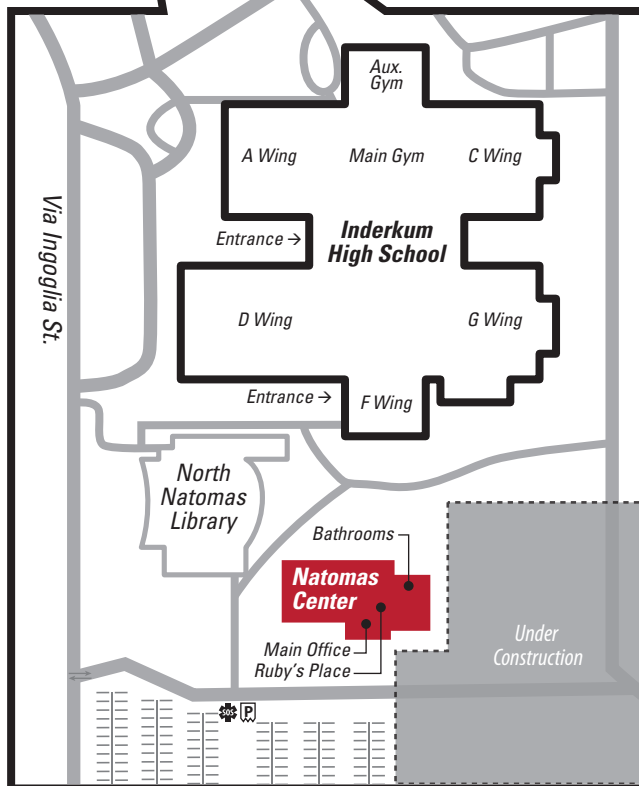 Aux.
Gym
A Wing
Main Gym
C Wing
Via Ingoglia St.
Entrance →
Inderkum
High School
D Wing
G Wing
Entrance →
F Wing
North
Natomas
Library
Bathrooms
Natomas
Center
Main Office
Ruby's Place
Under
Construction
SOS
P